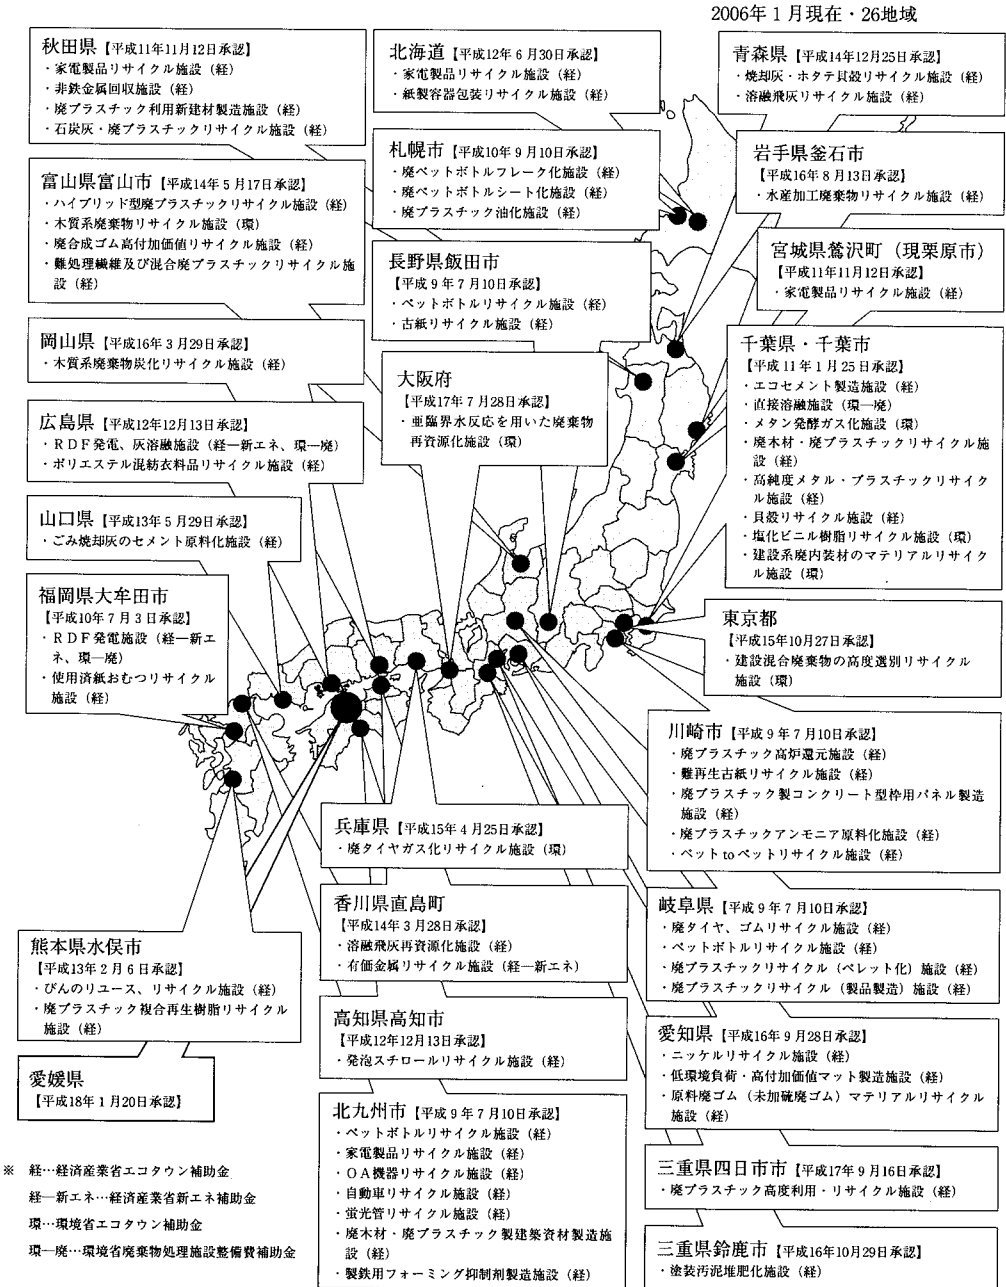 2006年1月現在・26地域
秋田県【平成11年11月12日承認】
・家電製品リサイクル施設（経）
・非鉄金属回収施設（経）
・廃プラスチック利用新建材製造施設（経）
・石炭灰・廃プラスチックリサイクル施設（経）
北海道【平成12年6月30日承認】
・家電製品リサイクル施設（経）
・紙製容器包装リサイクル施設（経）
青森県【平成14年12月25日承認】
・焼却灰・ホタテ貝殻リサイクル施設（経）
・溶融飛灰リサイクル施設（経）
札幌市【平成10年9月10日承認】
・廃ペットボトルフレーク化施設（経）
・廃ペットボトルシート化施設（経）
・廃プラスチック油化施設（経）
岩手県釜石市
【平成16年8月13日承認】
・水産加工廃棄物リサイクル施設（経）
富山県富山市【平成14年5月17日承認】
・ハイブリッド型廃プラスチックリサイクル施設（経）
・木質系廃棄物リサイクル施設（環）
・廃合成ゴム高付加価値リサイクル施設（経）
・難処理繊維及び混合廃プラスチックリサイクル施
設（経）
長野県飯田市
【平成9年7月10日承認】
・ペットボトルリサイクル施設（経）
・古紙リサイクル施設（経）
宮城県鶯沢町（現栗原市）
【平成11年11月12日承認】
・家電製品リサイクル施設（経）
岡山県【平成16年3月29日承認】
・木質系廃棄物炭化リサイクル施設（経）
大阪府
【平成17年7月28日承認】
・亜臨界水反応を用いた廃棄物
再資源化施設（環）
千葉県・千葉市
【平成11年1月25日承認】
・エコセメント製造施設（経）
・直接溶融施設（環―廃）
・メタン発酵ガス化施設（環）
・廃木材・廃プラスチックリサイクル施
設（経）
・高純度メタル・プラスチックリサイク
ル施設（経）
・貝殻リサイクル施設（経）
・塩化ビニル樹脂リサイクル施設（環）
・建設系廃内装材のマテリアルリサイク
ル施設（環）
広島県【平成12年12月13日承認】
・ＲＤＦ発電、灰溶融施設（経―新エネ、環―廃）
・ポリエステル混紡衣料品リサイクル施設（経）
山口県【平成13年5月29日承認】
・ごみ焼却灰のセメント原料化施設（経）
福岡県大牟田市
【平成10年7月3日承認】
・ＲＤＦ発電施設（経―新エ
ネ、環―廃）
・使用済紙おむつリサイクル
施設（経）
東京都
【平成15年10月27日承認】
・建設混合廃棄物の高度選別リサイクル
施設（環）
川崎市【平成9年7月10日承認】
・廃プラスチック高炉還元施設（経）
・難再生古紙リサイクル施設（経）
・廃プラスチック製コンクリート型枠用パネル製造
施設（経）
・廃プラスチックアンモニア原料化施設（経）
・ペットtoペットリサイクル施設（経）
兵庫県【平成15年4月25日承認】
・廃タイヤガス化リサイクル施設（環）
香川県直島町
【平成14年3月28日承認】
・溶融飛灰再資源化施設（経）
・有価金属リサイクル施設（経―新エネ）
岐阜県【平成9年7月10日承認】
・廃タイヤ、ゴムリサイクル施設（経）
・ペットボトルリサイクル施設（経）
・廃プラスチックリサイクル（ペレット化）施設（経）
・廃プラスチックリサイクル（製品製造）施設（経）
熊本県水俣市
【平成13年2月6日承認】
・びんのリユース、リサイクル施設（経）
・廃プラスチック複合再生樹脂リサイクル
施設（経）
高知県高知市
【平成12年12月13日承認】
・発泡スチロールリサイクル施設（経）
愛知県【平成16年9月28日承認】
・ニッケルリサイクル施設（経）
・低環境負荷・高付加価値マット製造施設（経）
・原料廃ゴム（未加硫廃ゴム）マテリアルリサイクル
施設（経）
愛媛県
【平成18年1月20日承認】
北九州市【平成9年7月10日承認】
・ペットボトルリサイクル施設（経）
・家電製品リサイクル施設（経）
・ＯＡ機器リサイクル施設（経）
・自動車リサイクル施設（経）
・蛍光管リサイクル施設（経）
・廃木材・廃プラスチック製建築資材製造施
設（経）
・製鉄用フォーミング抑制剤製造施設（経）
三重県四日市市【平成17年9月16日承認】
・廃プラスチック高度利用・リサイクル施設（経）
三重県鈴鹿市【平成16年10月29日承認】
・塗装汚泥堆肥化施設（経）
※ 経…経済産業省エコタウン補助金
経―新エネ…経済産業省新エネ補助金
環…環境省エコタウン補助金
環―廃…環境省廃棄物処理施設整備費補助金